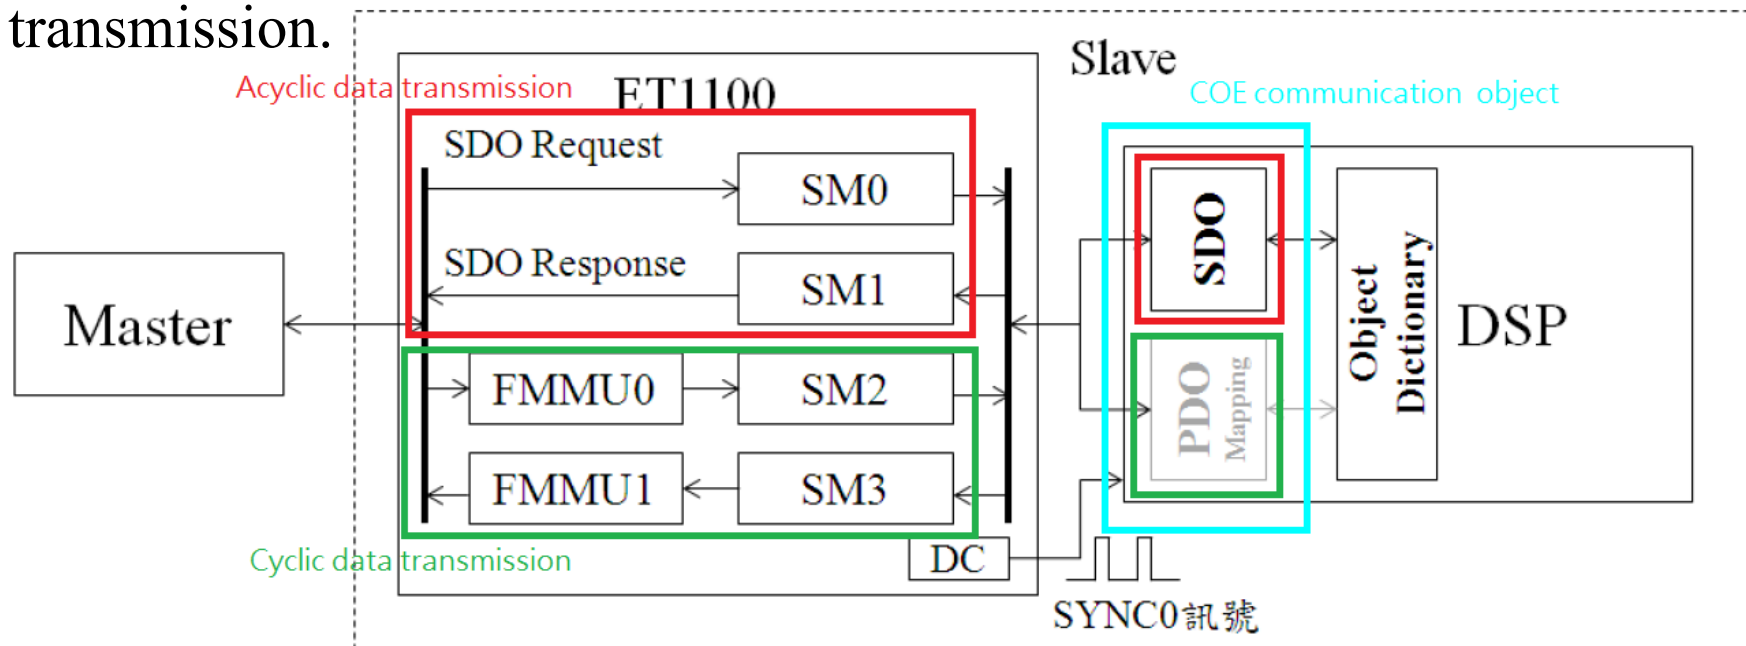 transmission.
Slave
Acyclic data transmission
ET1100
COE communication object
SDO Request
SM0
SDO Response
SM1
Master
FMMU0
SM2
FMMU1
SM3
SDO
PDO
Mapping
Object
Dictionary
DSP
Cyclic data transmission
DC
SYNC0訊號